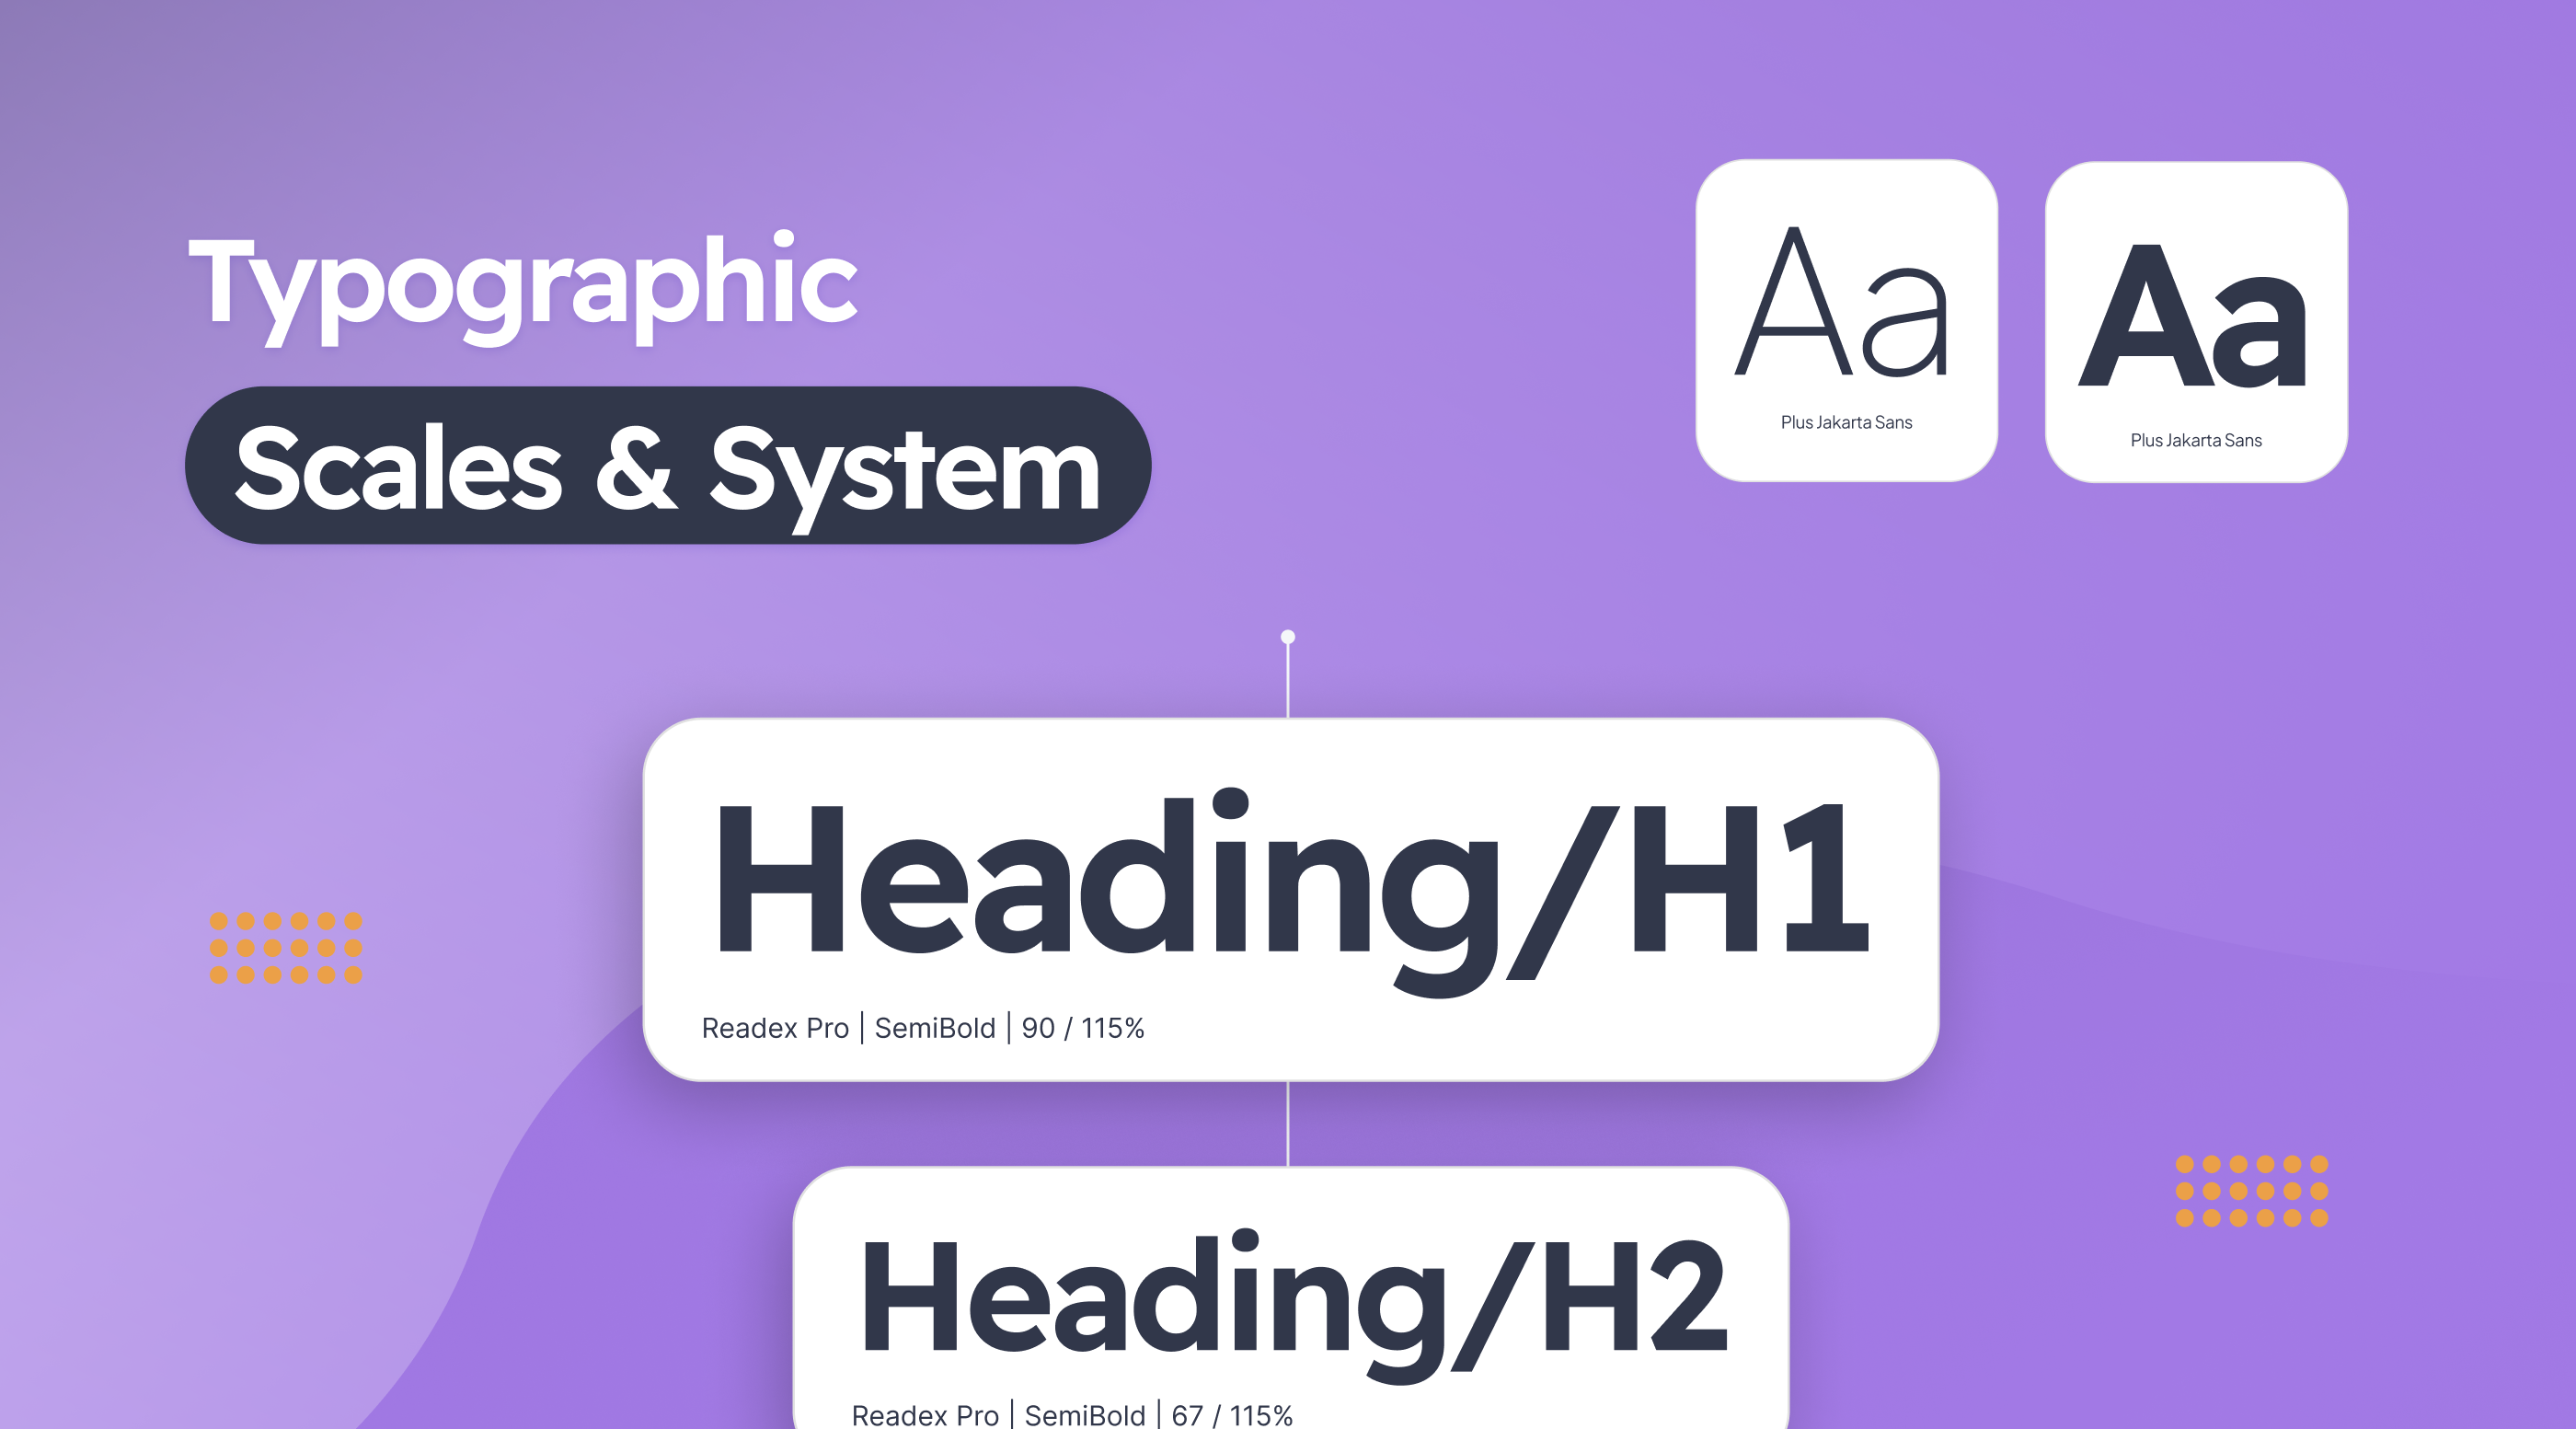 Typographic
Scales & System
Aa
Plus Jakarta Sans
Aa
Plus Jakarta Sans
Heading/H1
Readex Pro | SemiBold | 90 / 115%
Heading/H2
Readex Pro | SemiBold | 67 / 115%